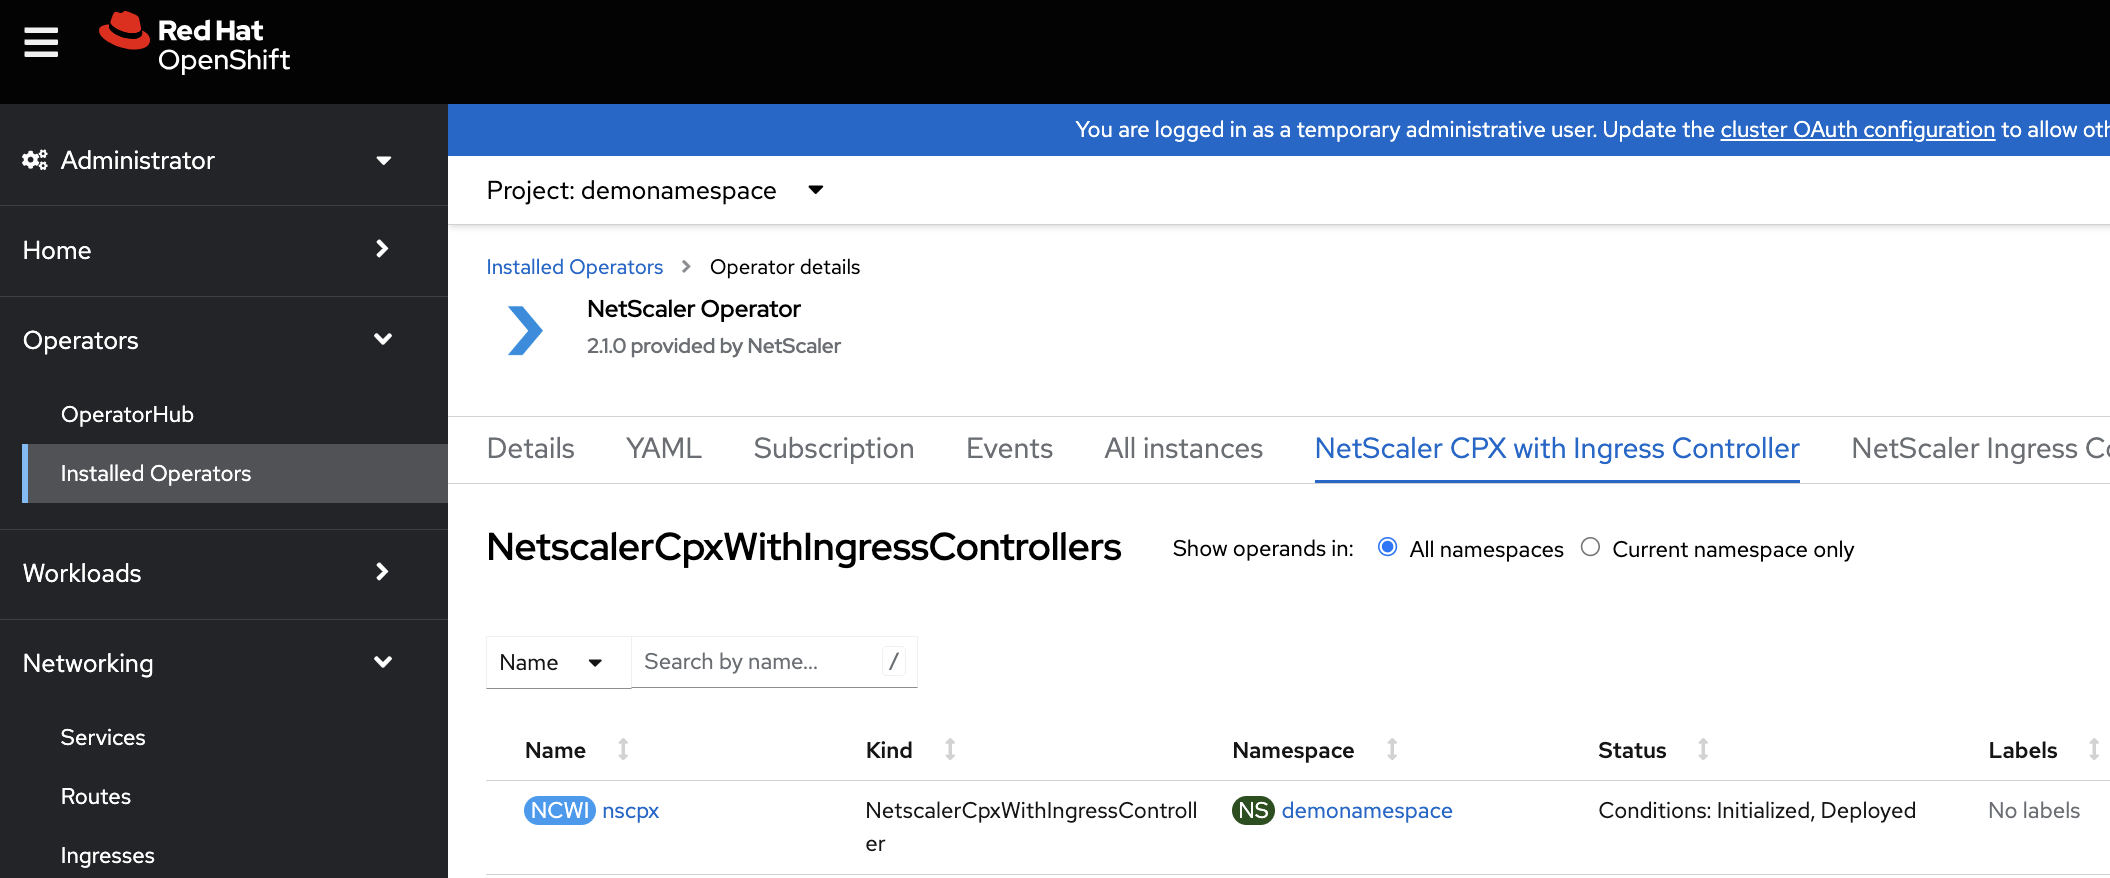 Red Hat
OpenShift
You are logged in as a temporary administrative user. Update the cluster OAuth configuration to allow
Administrator
Home
Operators
OperatorHub
Installed Operators
Workloads
Networking
Services
Routes
Ingresses
Project: demonamespace
Installed Operators
Operator details
NetScaler Operator
2.1.0 provided by NetScaler
Details YAML Subscription Events All instances NetScaler CPX with Ingress Controller NetScaler Ingress
NetscalerCpxWithIngressControllers
Show operands in: All namespaces Current namespace only
Name Search by name... /
Name Kind Namespace Status Labels
NCWI nscpx NetscalerCpxWithIngressControll NS demonamespace Conditions: Initialized, Deployed No labels
er